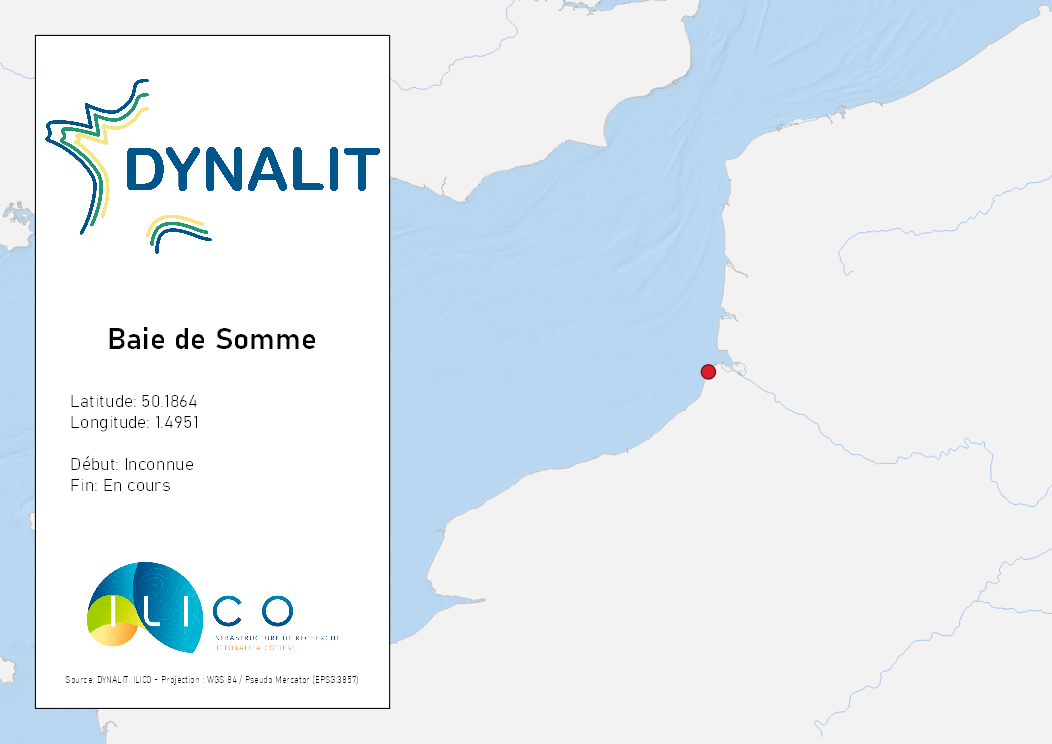 DYNALIT
Baie de Somme
Latitude: 50.1864
Longitude: 1.4951
Début: Inconnue
Fin: En cours
ILICO
INFRASTRUCTURE DE RECHERCHE
LITTORALE & CÔTIÈRE
Source: DYNALIT, ILICO - Projection : WGS 84 / Pseudo Mercator (EPSG:3857)